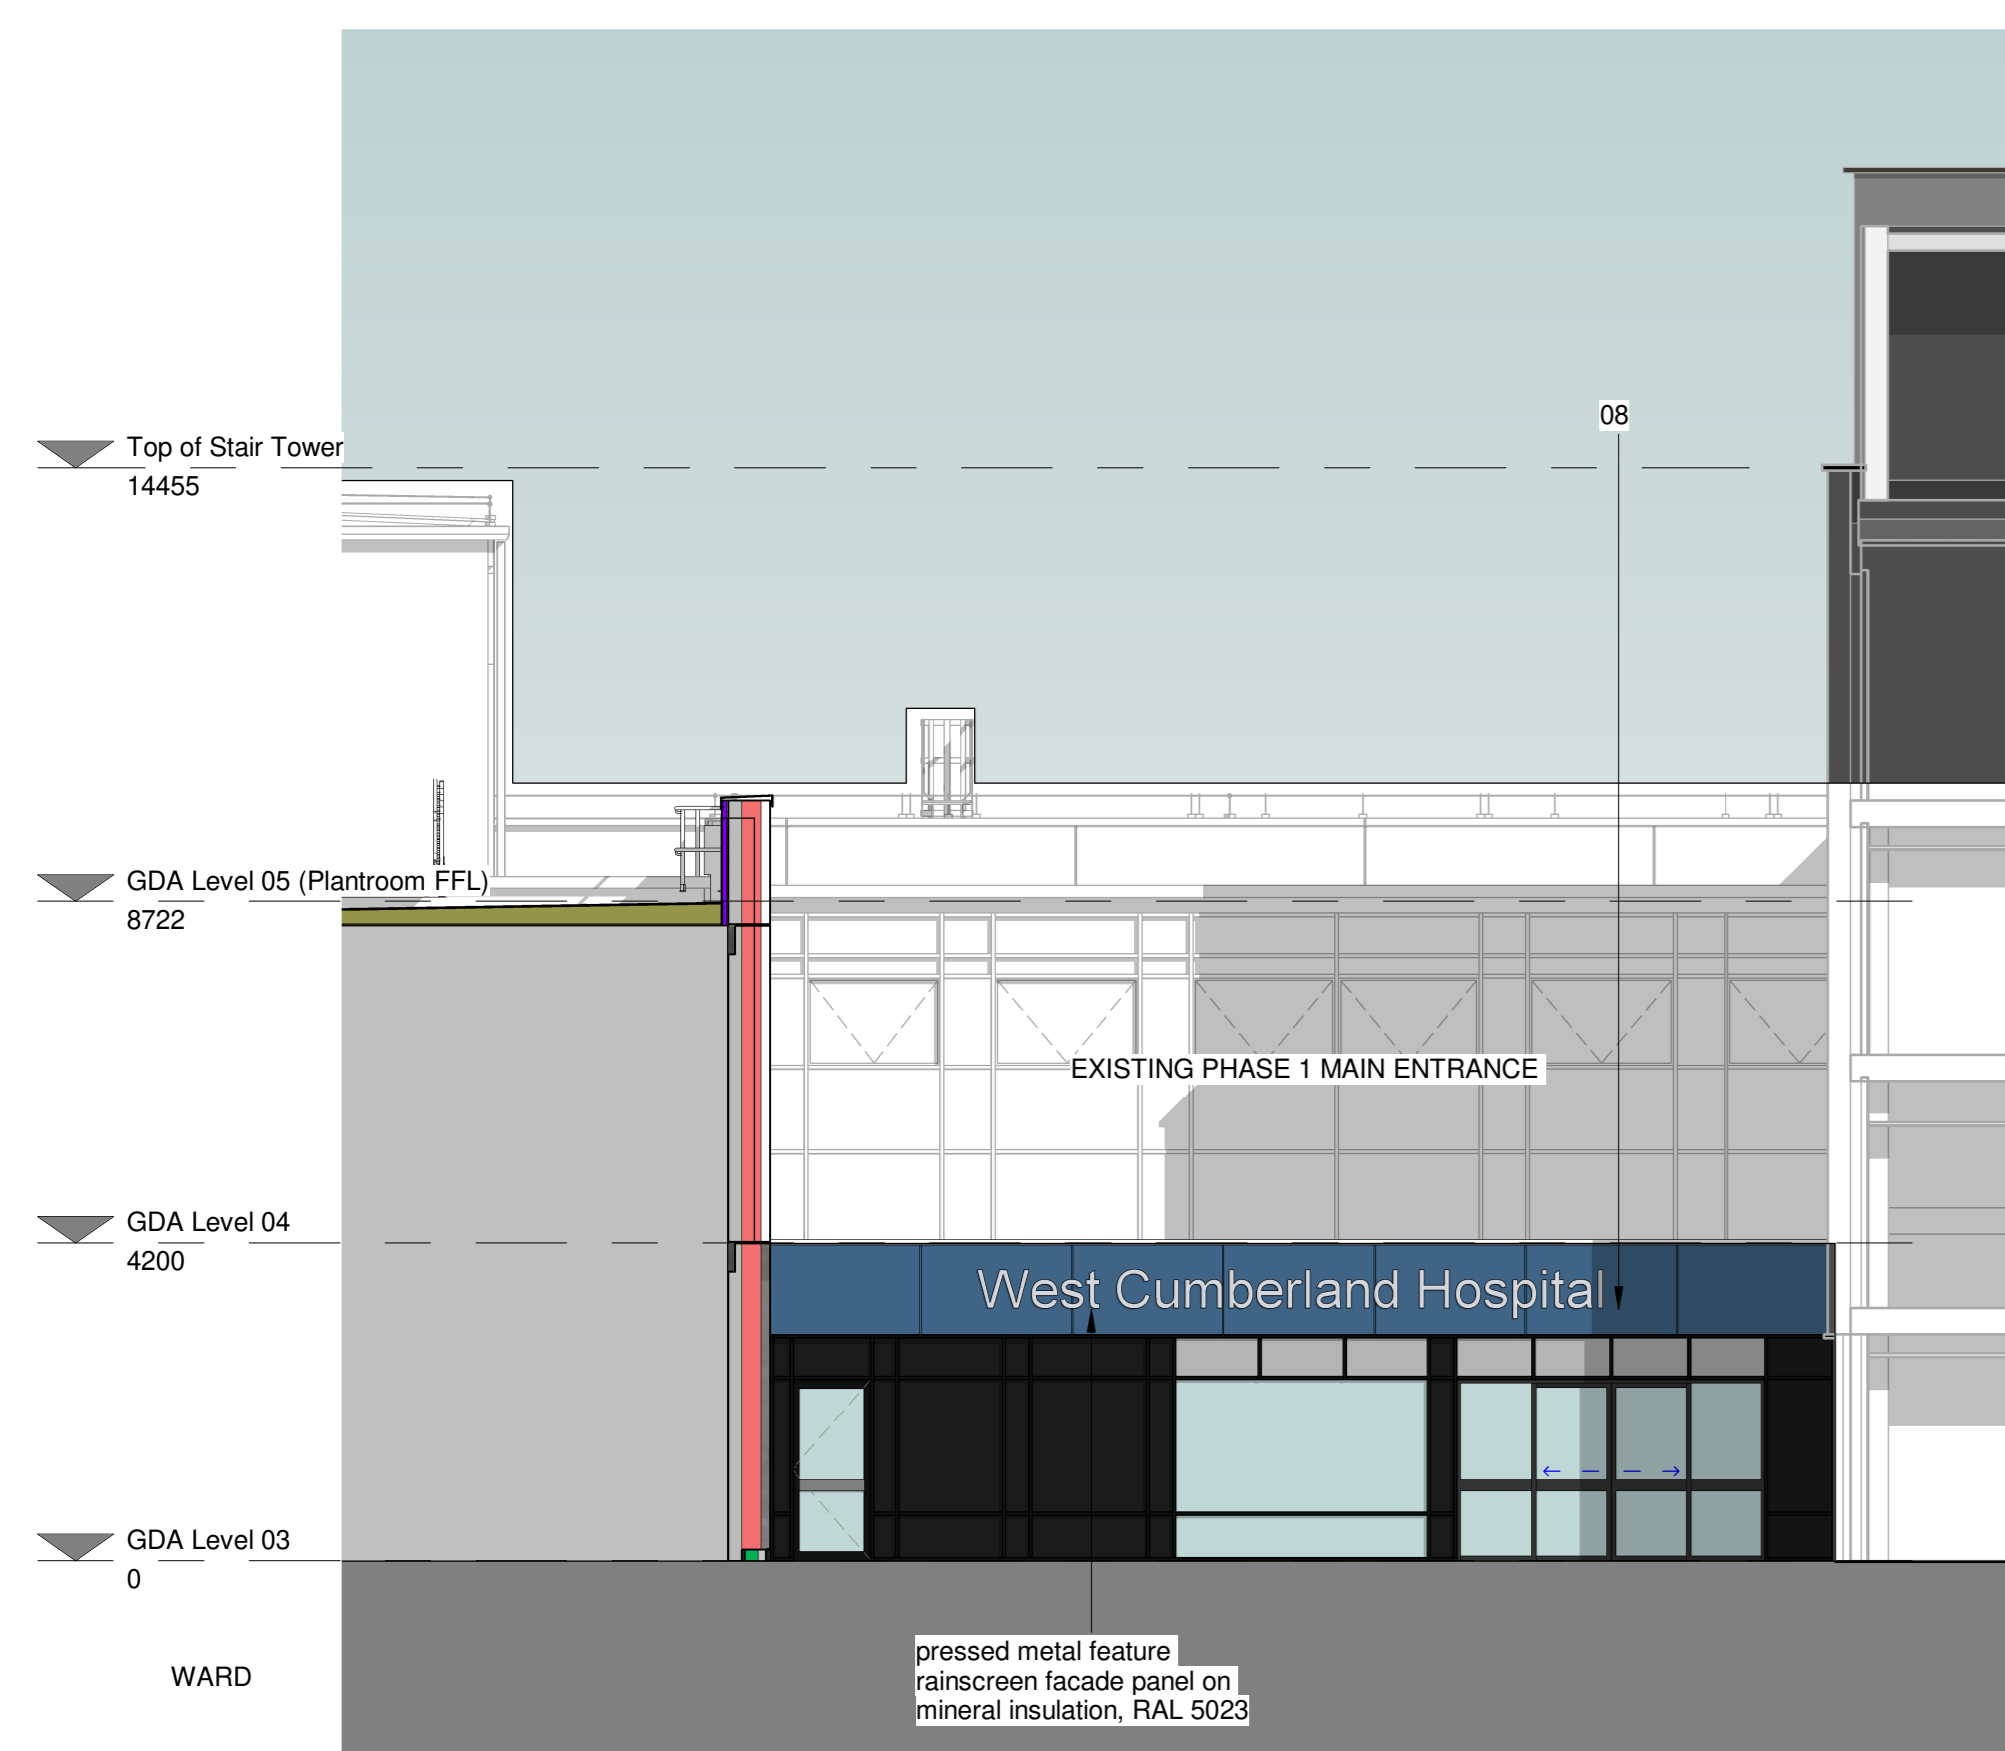 08
Top of Stair Tower
14455
GDA Level 05 (Plantroom FFL)
8722
EXISTING PHASE 1 MAIN ENTRANCE
GDA Level 04
4200
West Cumberland Hospital
GDA Level 03
0
WARD
pressed metal feature
rainscreen facade panel on
mineral insulation, RAL 5023